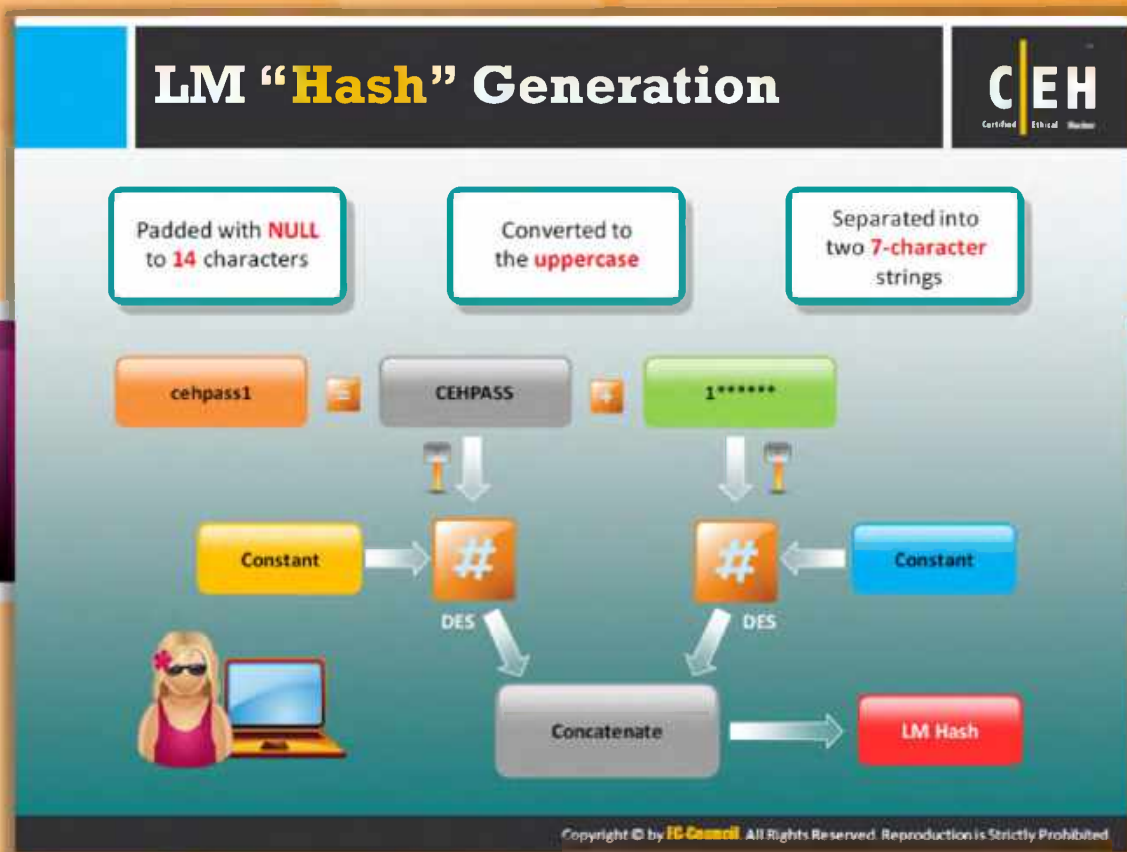 LM “Hash” Generation
C EH
Certified Ethical
Padded with NULL
to 14 characters
Converted to
the uppercase
Separated into
two 7-character
strings
cehpass1
=
CEHPASS
+
1******
Constant
#
#
Constant
DES
DES
Concatenate
LM Hash
Copyright © by EC-Council. All Rights Reserved. Reproduction is Strictly Prohibited